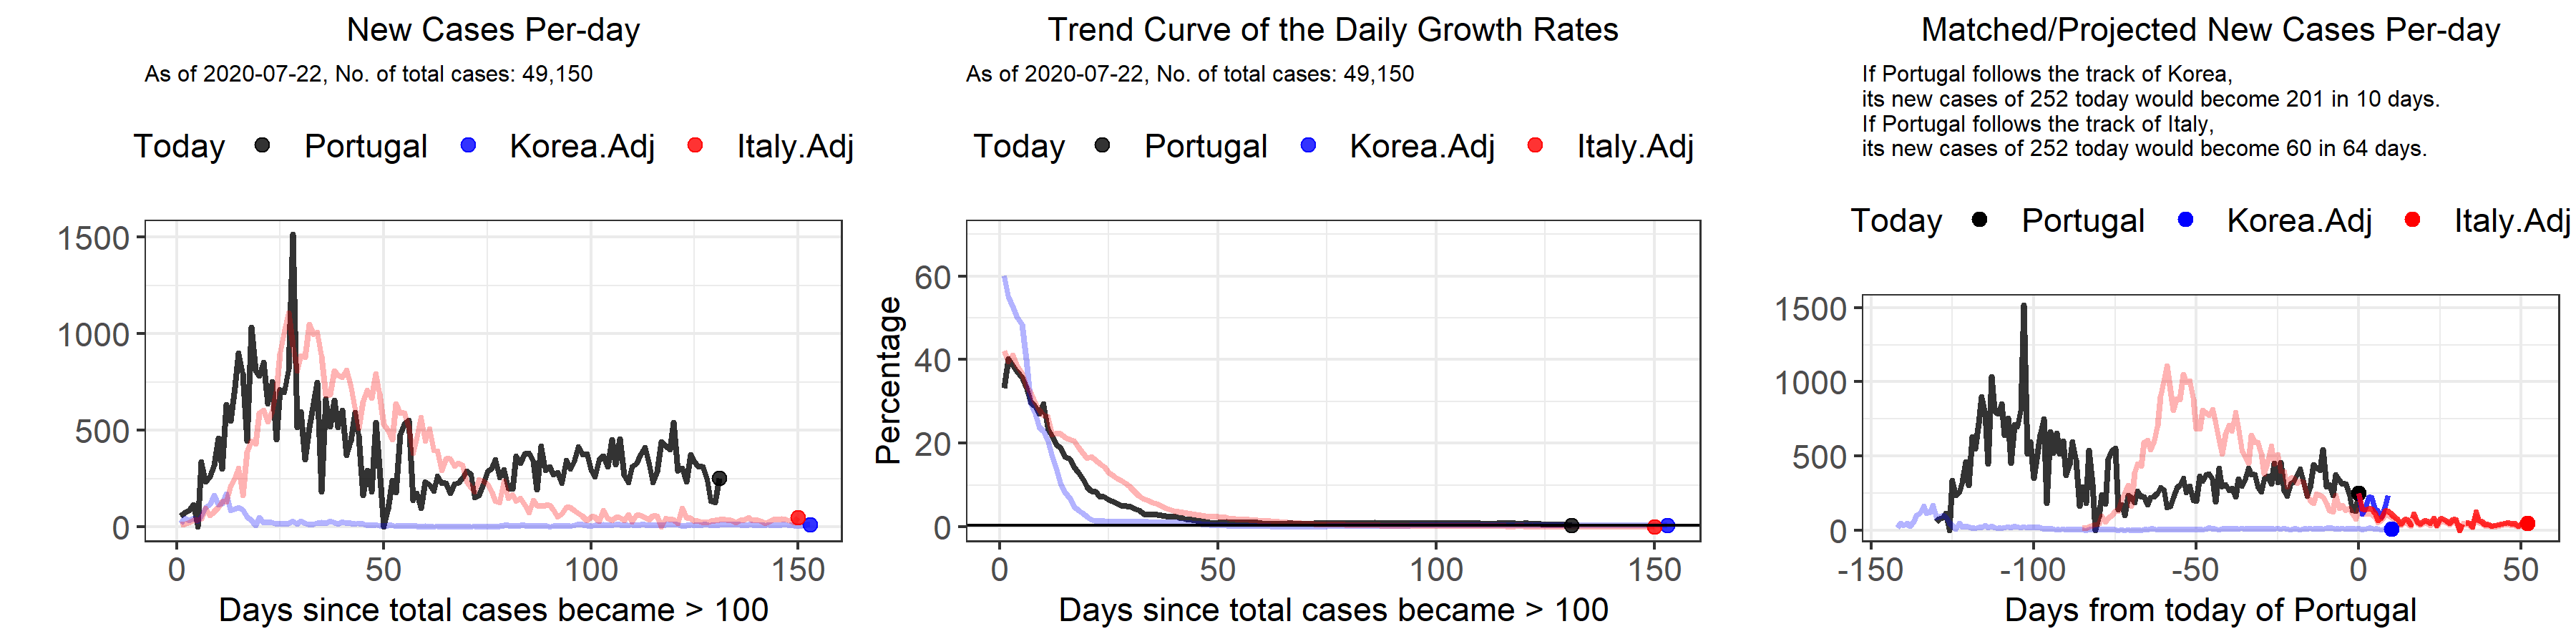 New Cases Per-day
As of 2020-07-22, No. of total cases: 49,150
Today Portugal Korea.Adj Italy.Adj
1500
1000
500
0
0 50 100 150
Days since total cases became > 100
Trend Curve of the Daily Growth Rates
As of 2020-07-22, No. of total cases: 49,150
Today Portugal Korea.Adj Italy.Adj
Percentage
60
40
20
0
0 50 100 150
Days since total cases became > 100
Matched/Projected New Cases Per-day
If Portugal follows the track of Korea,
its new cases of 252 today would become 201 in 10 days.
If Portugal follows the track of Italy,
its new cases of 252 today would become 60 in 64 days.
Today Portugal Korea.Adj Italy.Adj
1500
1000
500
0
-150 -100 -50 0 50
Days from today of Portugal